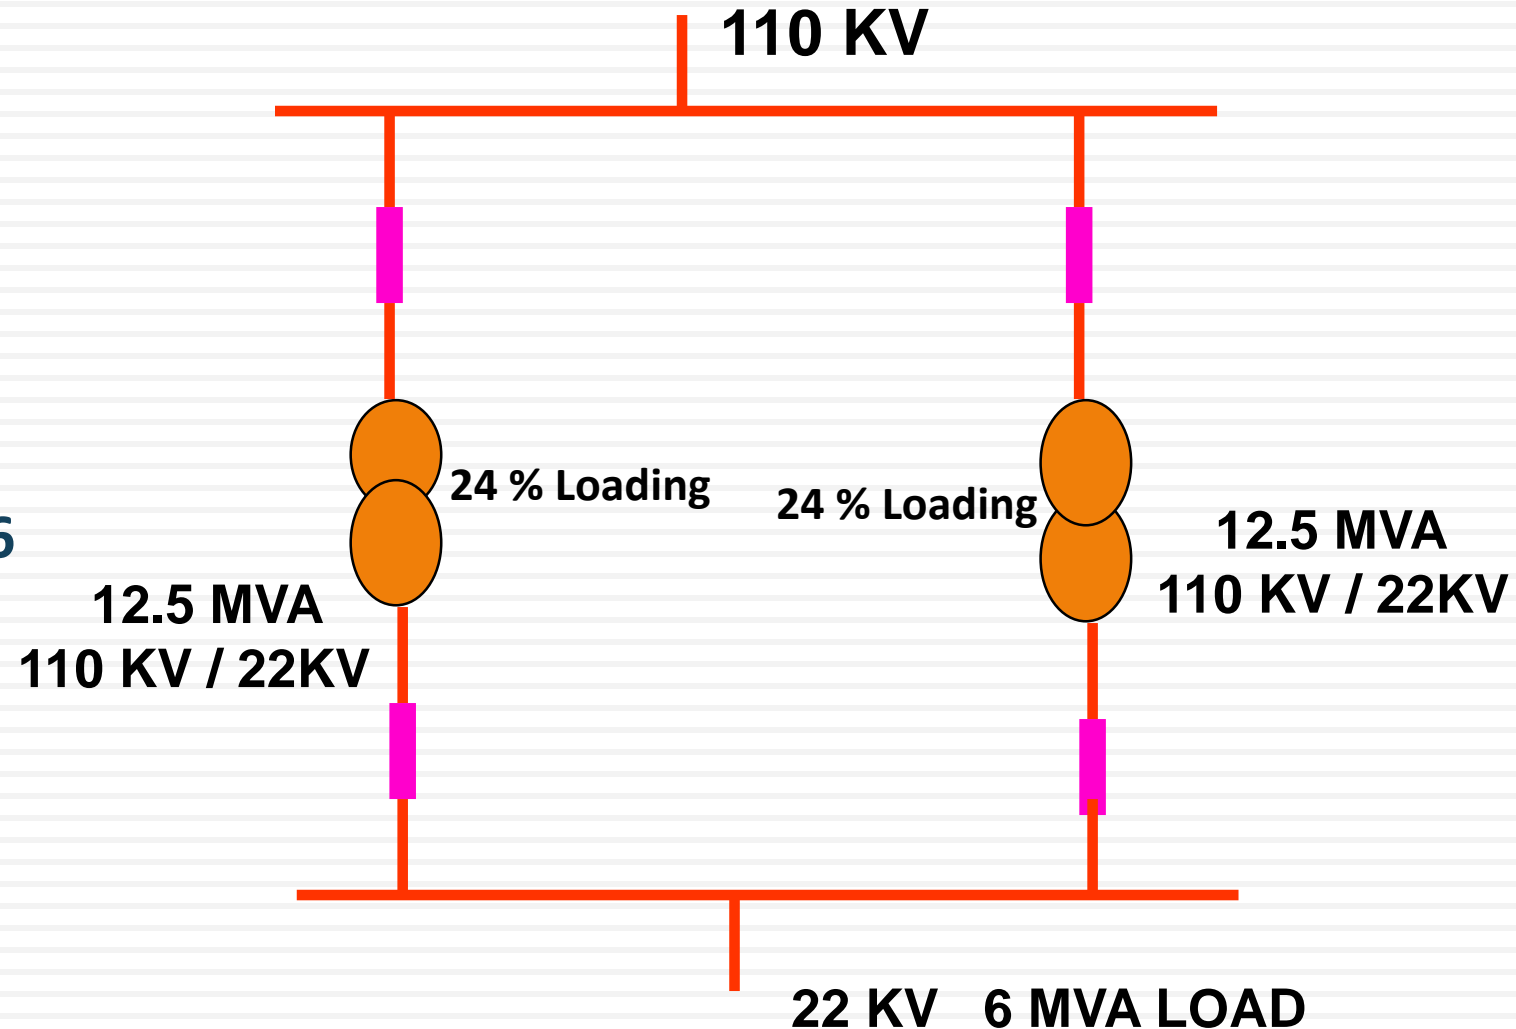 110 KV
24 % Loading
24 % Loading
6
12.5 MVA
110 KV / 22KV
12.5 MVA
110 KV / 22KV
22 KV 6 MVA LOAD